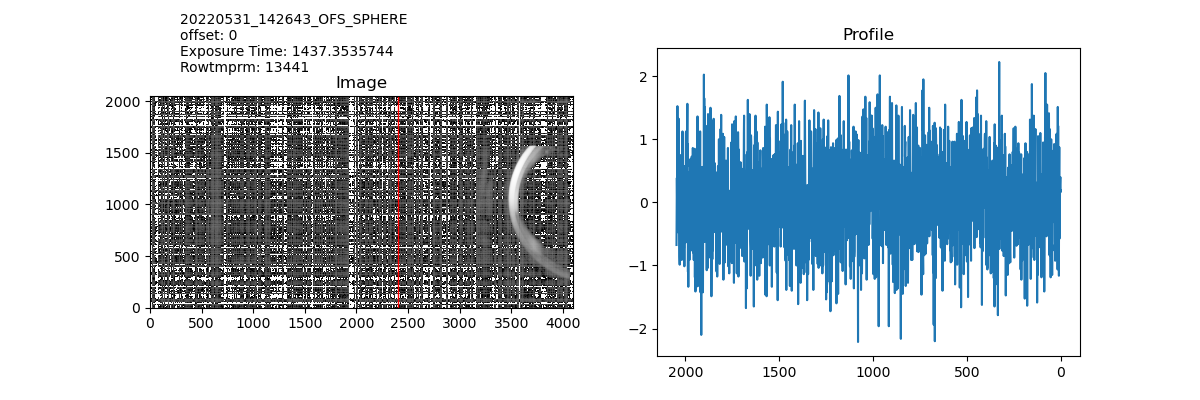 20220531_142643_OFS_SPHERE
offset: 0
Exposure Time: 1437.3535744
Rowtmprm: 13441
Image
2000
1500
1000
500
0
0 500 1000 1500 2000 2500 3000 3500 4000
Profile
2
1
0
−1
−2
2000 1500 1000 500 0